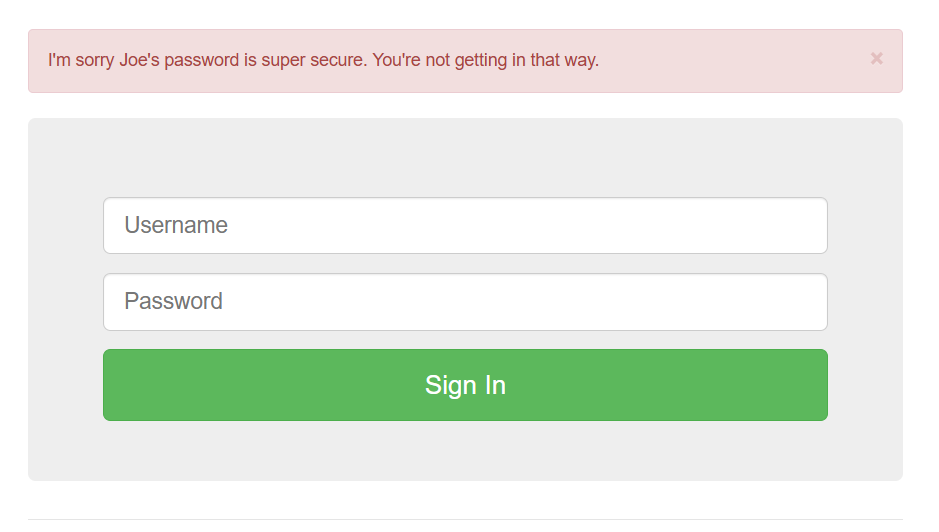 I'm sorry Joe's password is super secure. You're not getting in that way. ×
Username
Password
Sign In